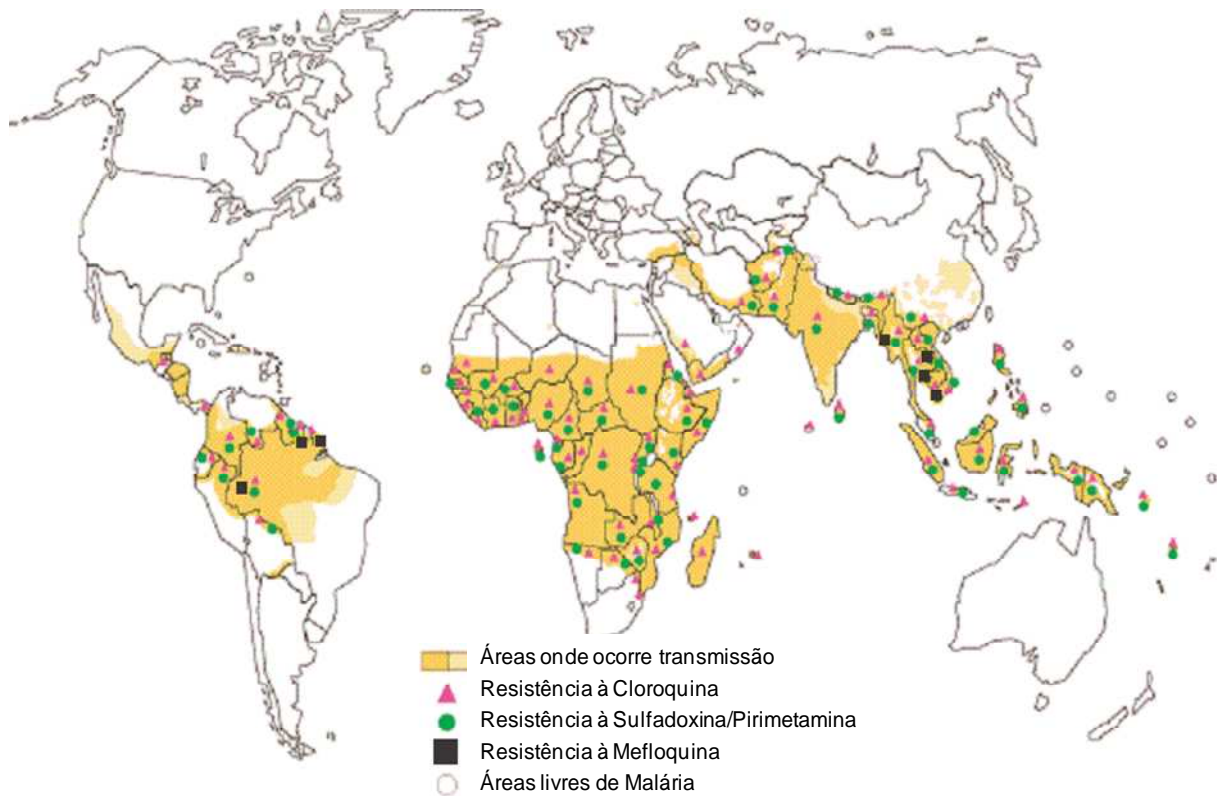 Áreas onde ocorre transmissão
Resistência à Cloroquina
Resistência à Sulfadoxina/Pirimetamina
Resistência à Mefloquina
Áreas livres de Malária